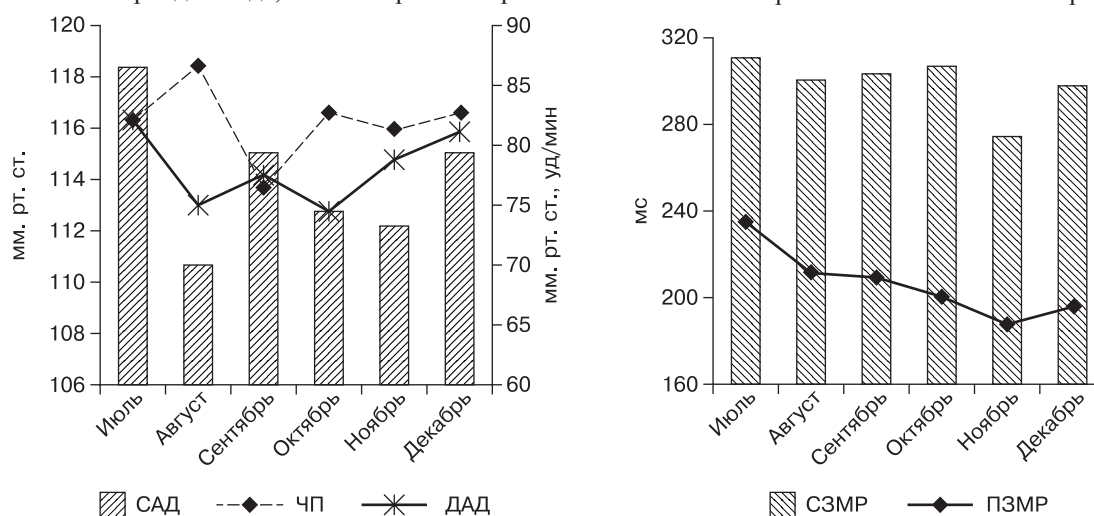 120
118
116
114
112
110
108
106
мм. рт. ст.
90
85
80
75
70
65
60
мм. рт. ст., уд/мин
Июль
Август
Сентябрь
Октябрь
Ноябрь
Декабрь
САД
ЧП
ДАД
320
280
240
200
160
мс
Июль
Август
Сентябрь
Октябрь
Ноябрь
Декабрь
СЗМР
ПЗМР